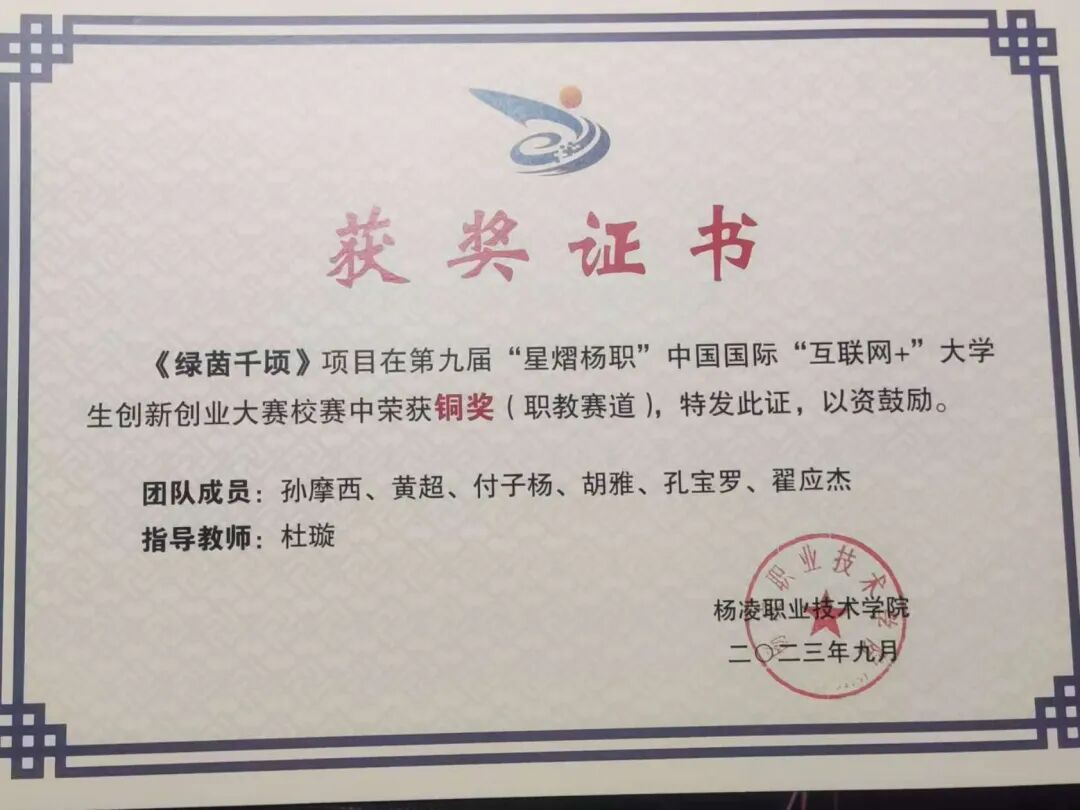 获奖证书
《绿茵千顷》项目在第九届“星熠杨职”中国国际“互联网+”大学
生创新创业大赛校赛中荣获铜奖（职教赛道），特发此证，以资鼓励。
团队成员：孙摩西、黄超、付子杨、胡雅、孔宝罗、翟应杰
指导教师：杜璇
杨凌职业技术学院
二〇二三年九月
职业技术